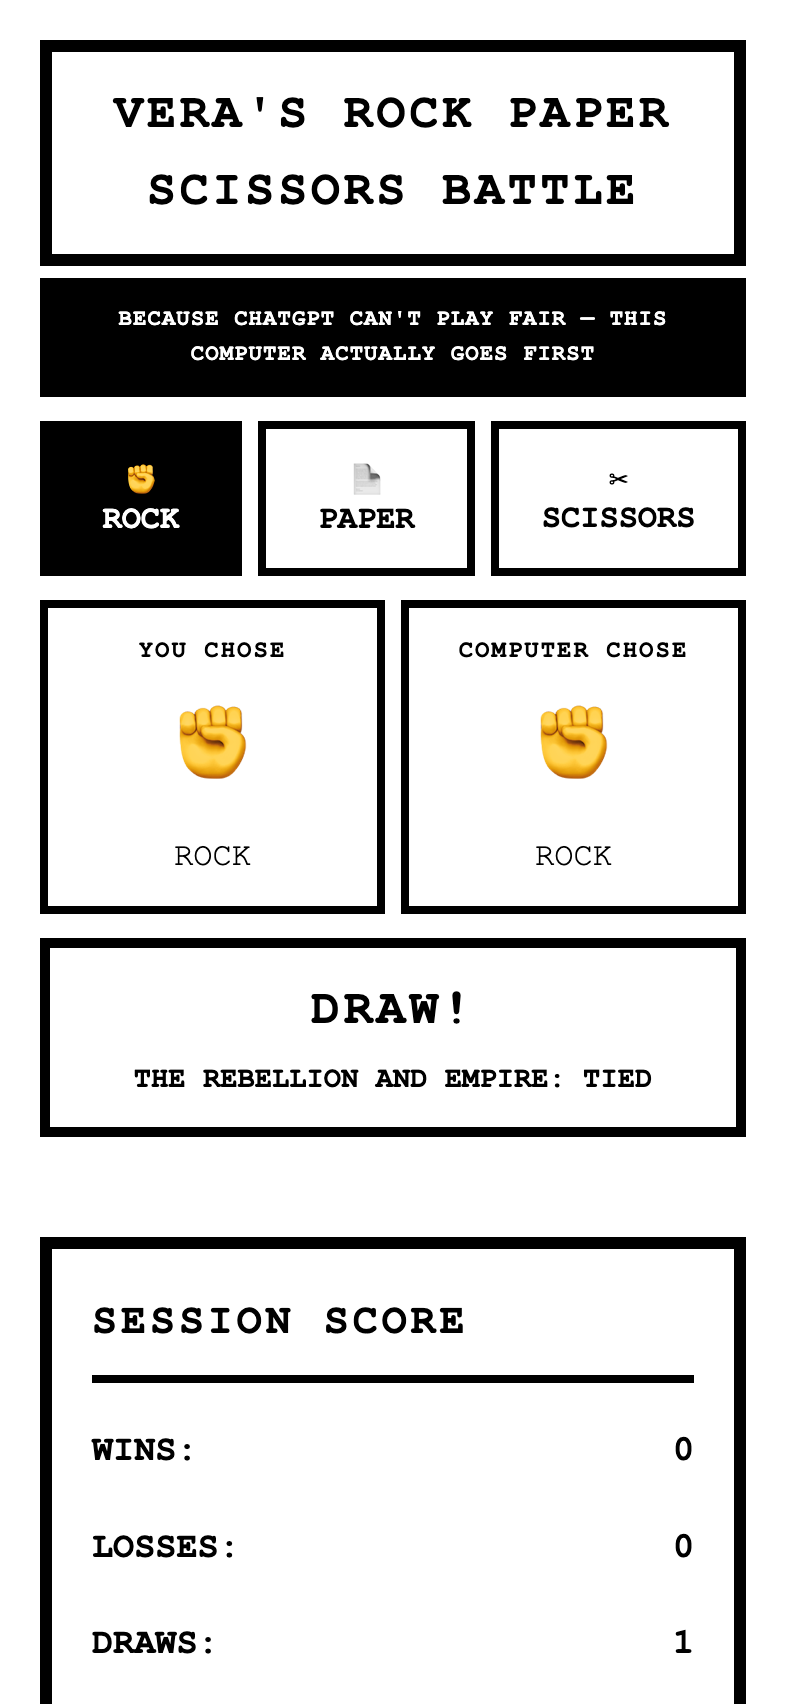 VERA'S ROCK PAPER
SCISSORS BATTLE
BECAUSE CHATGPT CAN'T PLAY FAIR — THIS
COMPUTER ACTUALLY GOES FIRST
ROCK
PAPER
SCISSORS
YOU CHOSE
ROCK
COMPUTER CHOSE
ROCK
DRAW!
THE REBELLION AND EMPIRE: TIED
SESSION SCORE
WINS: 0
LOSSES: 0
DRAWS: 1